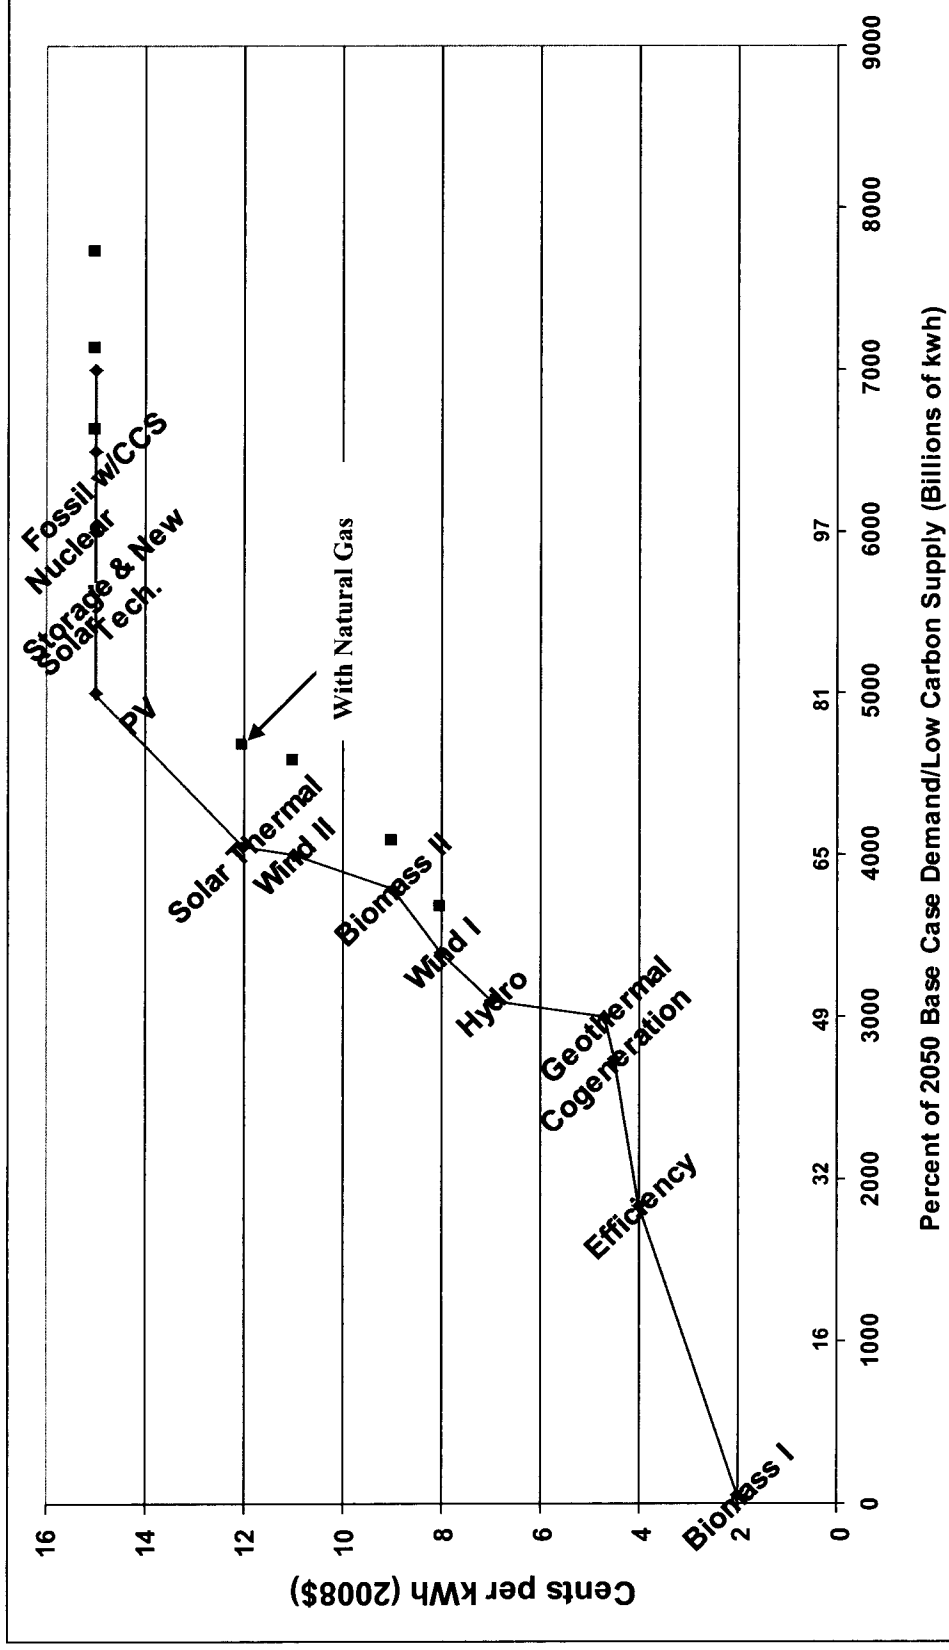 Cents per kWh (2008$)
16
14
12
10
8
6
4
2
0
Fossil w/CCS
Nuclear
Storage & New
Solar Tech.
PV
Solar Thermal
Wind II
Biomass II
Wind I
Hydro
Geothermal
Cogeneration
Efficiency
Biomass I
With Natural Gas
16
32
49
65
81
97
0
1000
2000
3000
4000
5000
6000
7000
8000
9000
Percent of 2050 Base Case Demand/Low Carbon Supply (Billions of kwh)